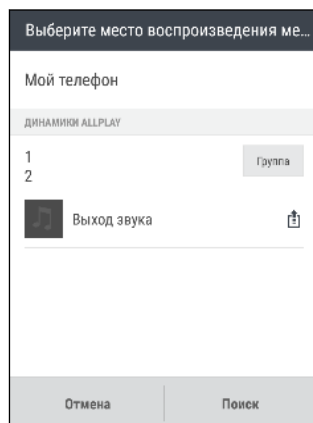 Выберите место воспроизведения ме...
Мой телефон
ДИНАМИКИ ALLPLAY
1
Группа
2
Выход звука
Отмена
Поиск